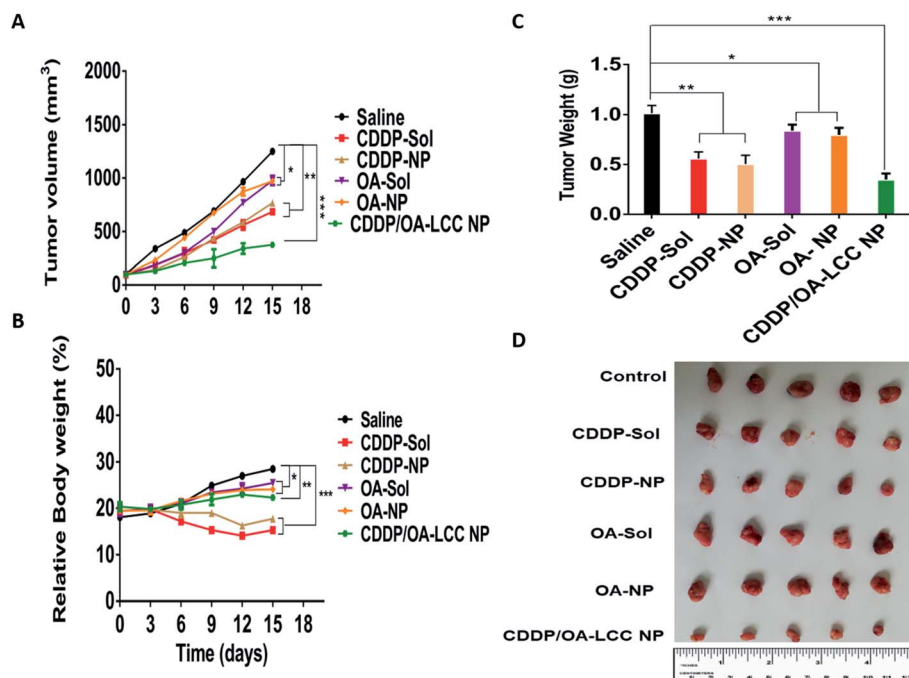 A
Tumor volume (mm³)
2000
1500
1000
500
0
0 3 6 9 12 15 18
Saline
CDDP-Sol
CDDP-NP
OA-Sol
OA-NP
CDDP/OA-LCC NP
*
**
***
B
Relative Body weight (%)
50
40
30
20
10
0
0 3 6 9 12 15 18
Time (days)
Saline
CDDP-Sol
CDDP-NP
OA-Sol
OA-NP
CDDP/OA-LCC NP
*
**
***
C
Tumor Weight (g)
1.5
1.0
0.5
0.0
***
*
**
Saline
CDDP-Sol
CDDP-NP
OA-Sol
OA- NP
CDDP/OA-LCC NP
D
Control
CDDP-Sol
CDDP-NP
OA-Sol
OA-NP
CDDP/OA-LCC NP
1 2 3 4